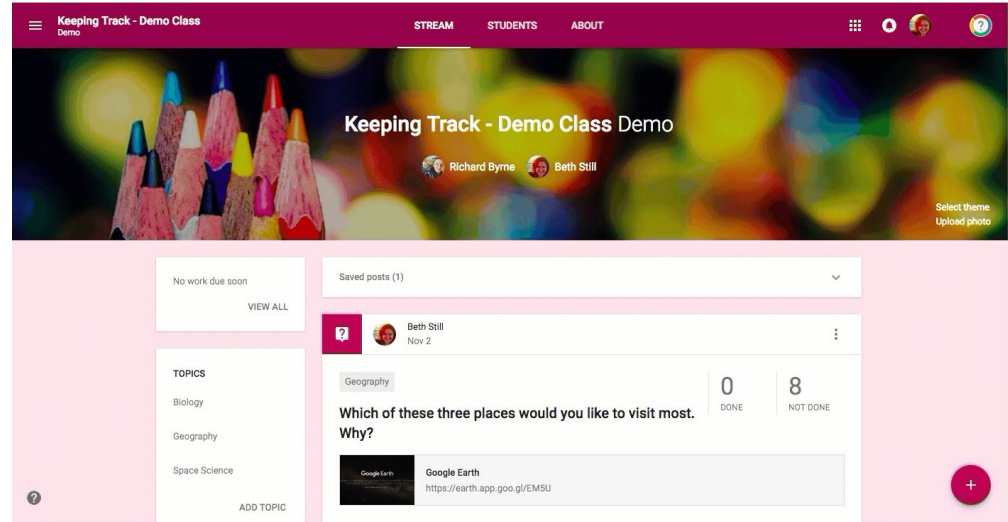 Keeping Track - Demo Class
Demo
STREAM
STUDENTS
ABOUT
?
Keeping Track - Demo Class Demo
Richard Byrne
Beth Still
Select theme
Upload photo
No work due soon
VIEW ALL
TOPICS
Biology
Geography
Space Science
ADD TOPIC
Saved posts (1)
?
Beth Still
Nov 2
Geography
0
DONE
8
NOT DONE
Which of these three places would you like to visit most.
Why?
Google Earth
Google Earth
https://earth.app.goo.gl/EM5U
?
+